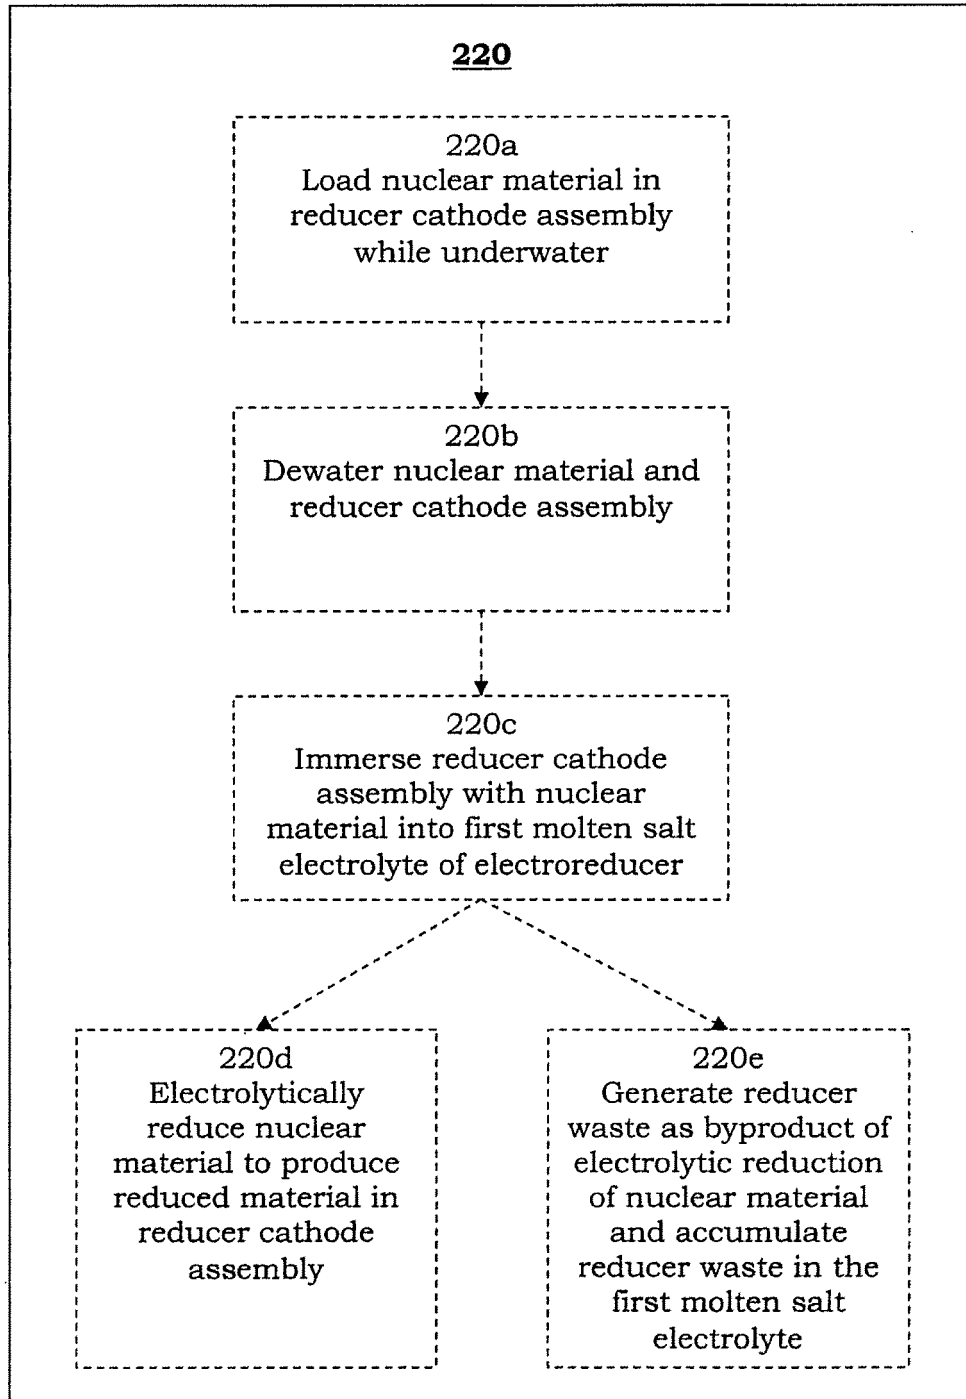 220
220a
Load nuclear material in
reducer cathode assembly
while underwater
220b
Dewater nuclear material and
reducer cathode assembly
220c
Immerse reducer cathode
assembly with nuclear
material into first molten salt
electrolyte of electroreducer
220d
Electrolytically
reduce nuclear
material to produce
reduced material in
reducer cathode
assembly
220e
Generate reducer
waste as byproduct of
electrolytic reduction
of nuclear material
and accumulate
reducer waste in the
first molten salt
electrolyte